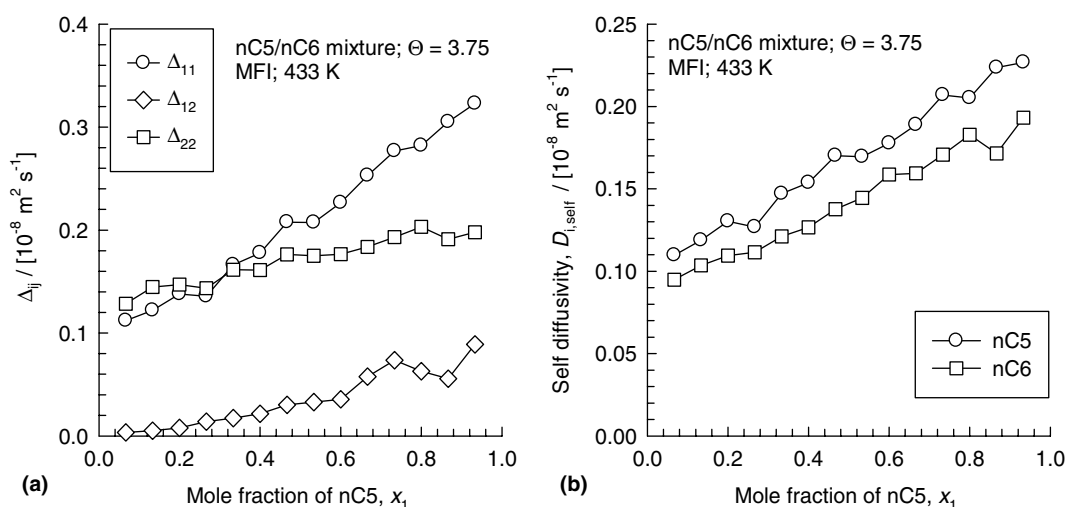 0.4
0.3
0.2
0.1
0.0
Δij / [10-8 m2 s-1]
Δ11
Δ12
Δ22
nC5/nC6 mixture; Θ = 3.75
MFI; 433 K
0.0 0.2 0.4 0.6 0.8 1.0
(a)
Mole fraction of nC5, x1
0.25
0.20
0.15
0.10
0.05
0.00
Self diffusivity, Di,self / [10-8 m2 s-1]
nC5/nC6 mixture; Θ = 3.75
MFI; 433 K
nC5
nC6
0.0 0.2 0.4 0.6 0.8 1.0
(b)
Mole fraction of nC5, x1